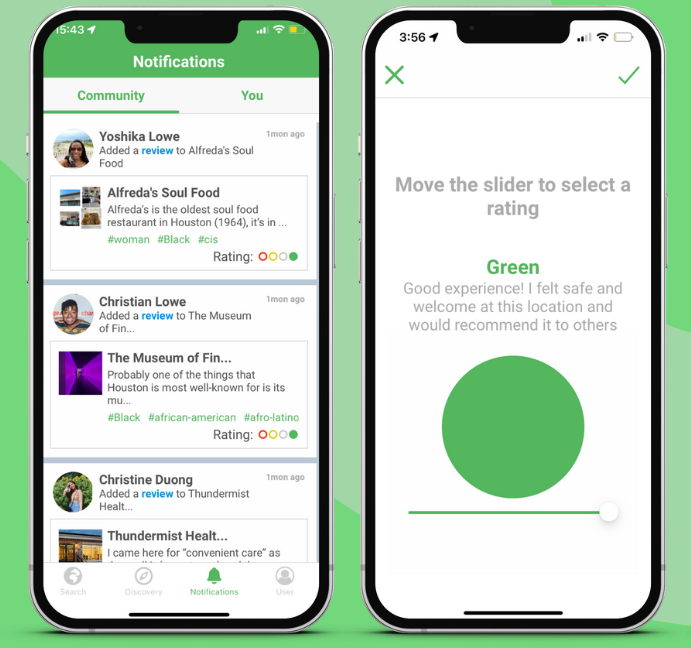 15:43
Notifications
Community
You
Yoshika Lowe
1mon ago
Added a review to Alfreda's Soul
Food
Alfreda's Soul Food
Alfreda's is the oldest soul food
restaurant in Houston (1964), it's in ...
#woman #Black #cis
Rating:
Christian Lowe
1mon ago
Added a review to The Museum
of Fin...
The Museum of Fin...
Probably one of the things that
Houston is most well-known for is its
mu...
#Black #african-american #afro-latino
Rating:
Christine Duong
1mon ago
Added a review to Thundermist
Healt...
Thundermist Healt...
I came here for “convenient care” as
Search
Discovery
Notifications
User
3:56
Move the slider to select a
rating
Green
Good experience! I felt safe and
welcome at this location and
would recommend it to others